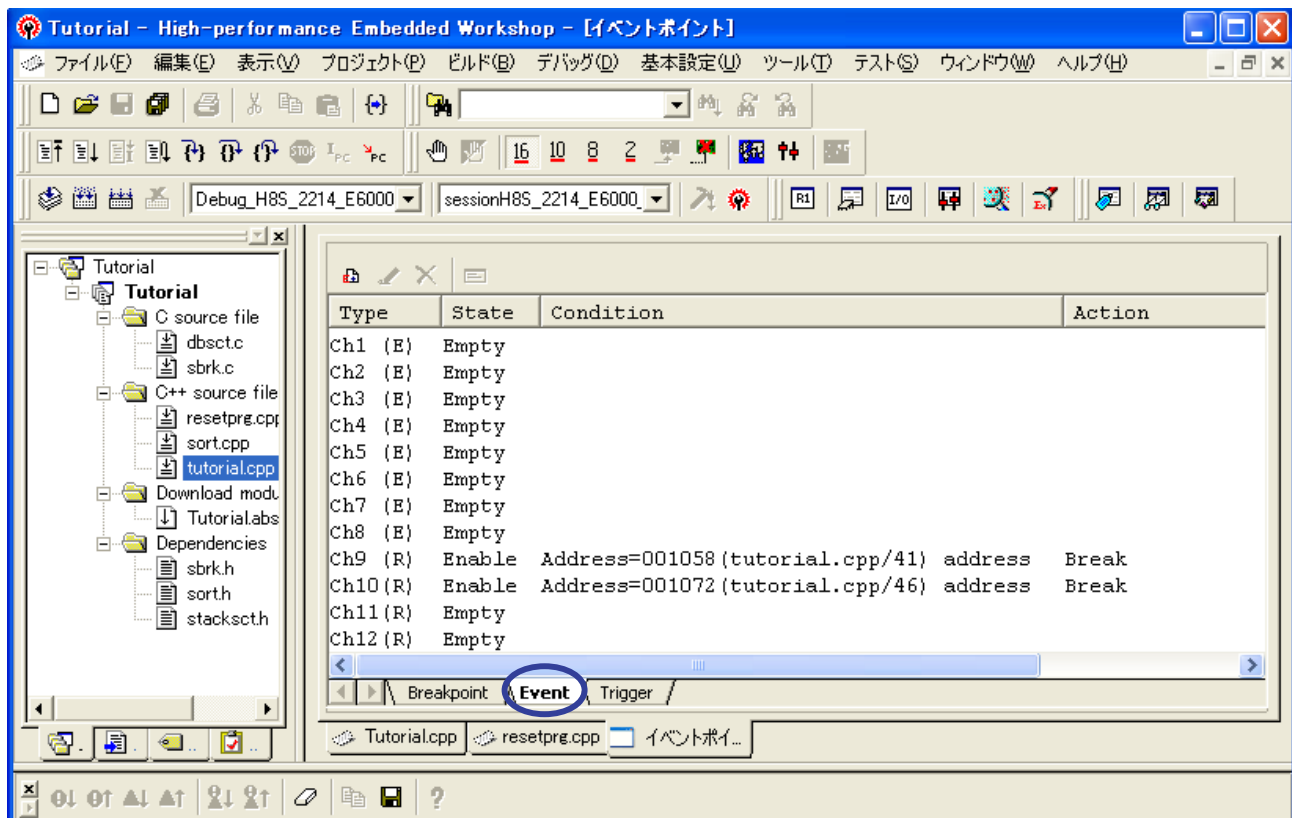 Tutorial - High-performance Embedded Workshop - [イベントポイント]
ファイル(F) 編集(E) 表示(V) プロジェクト(P) ビルド(B) デバッグ(D) 基本設定(U) ツール(T) テスト(S) ウィンドウ(W) ヘルプ(H)
STOP I PC PC 16 10 8 2
Debug_H8S_2214_E6000 sessionH8S_2214_E6000_ R1 I/O Ex
Tutorial
Tutorial
C source file
dbsct.c
sbrk.c
C++ source file
resetprg.cpp
sort.cpp
tutorial.cpp
Download modu
Tutorial.abs
Dependencies
sbrk.h
sort.h
stacksct.h
Type State Condition Action
Ch1 (E) Empty
Ch2 (E) Empty
Ch3 (E) Empty
Ch4 (E) Empty
Ch5 (E) Empty
Ch6 (E) Empty
Ch7 (E) Empty
Ch8 (E) Empty
Ch9 (R) Enable Address=001058(tutorial.cpp/41) address Break
Ch10(R) Enable Address=001072(tutorial.cpp/46) address Break
Ch11(R) Empty
Ch12(R) Empty
Breakpoint Event Trigger
Tutorial.cpp resetprg.cpp イベントポイ...